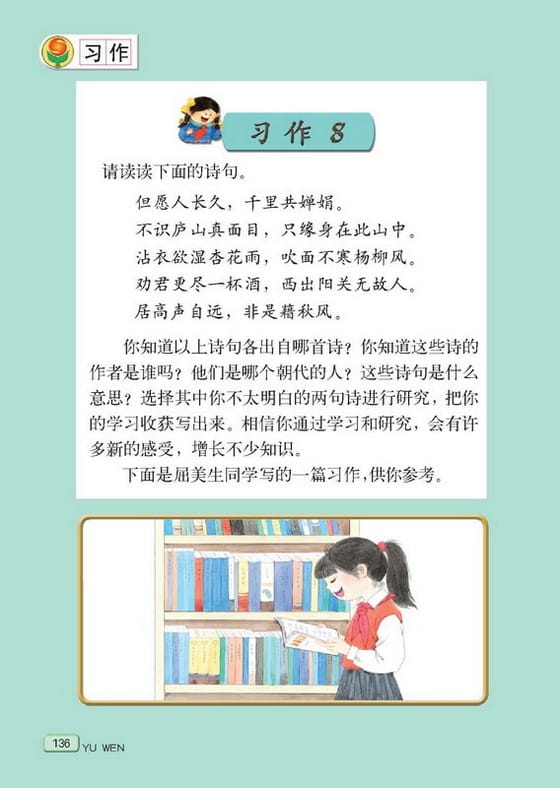 习作
习作8
请读读下面的诗句。
但愿人长久，千里共婵娟。
不识庐山真面目，只缘身在此山中。
沾衣欲湿杏花雨，吹面不寒杨柳风。
劝君更尽一杯酒，西出阳关无故人。
居高声自远，非是藉秋风。
你知道以上诗句各出自哪首诗？你知道这些诗的
作者是谁吗？他们是哪个朝代的人？这些诗句是什么
意思？选择其中你不太明白的两句诗进行研究，把你
的学习收获写出来。相信你通过学习和研究，会有许
多新的感受，增长不少知识。
下面是屈美生同学写的一篇习作，供你参考。
136
YU WEN